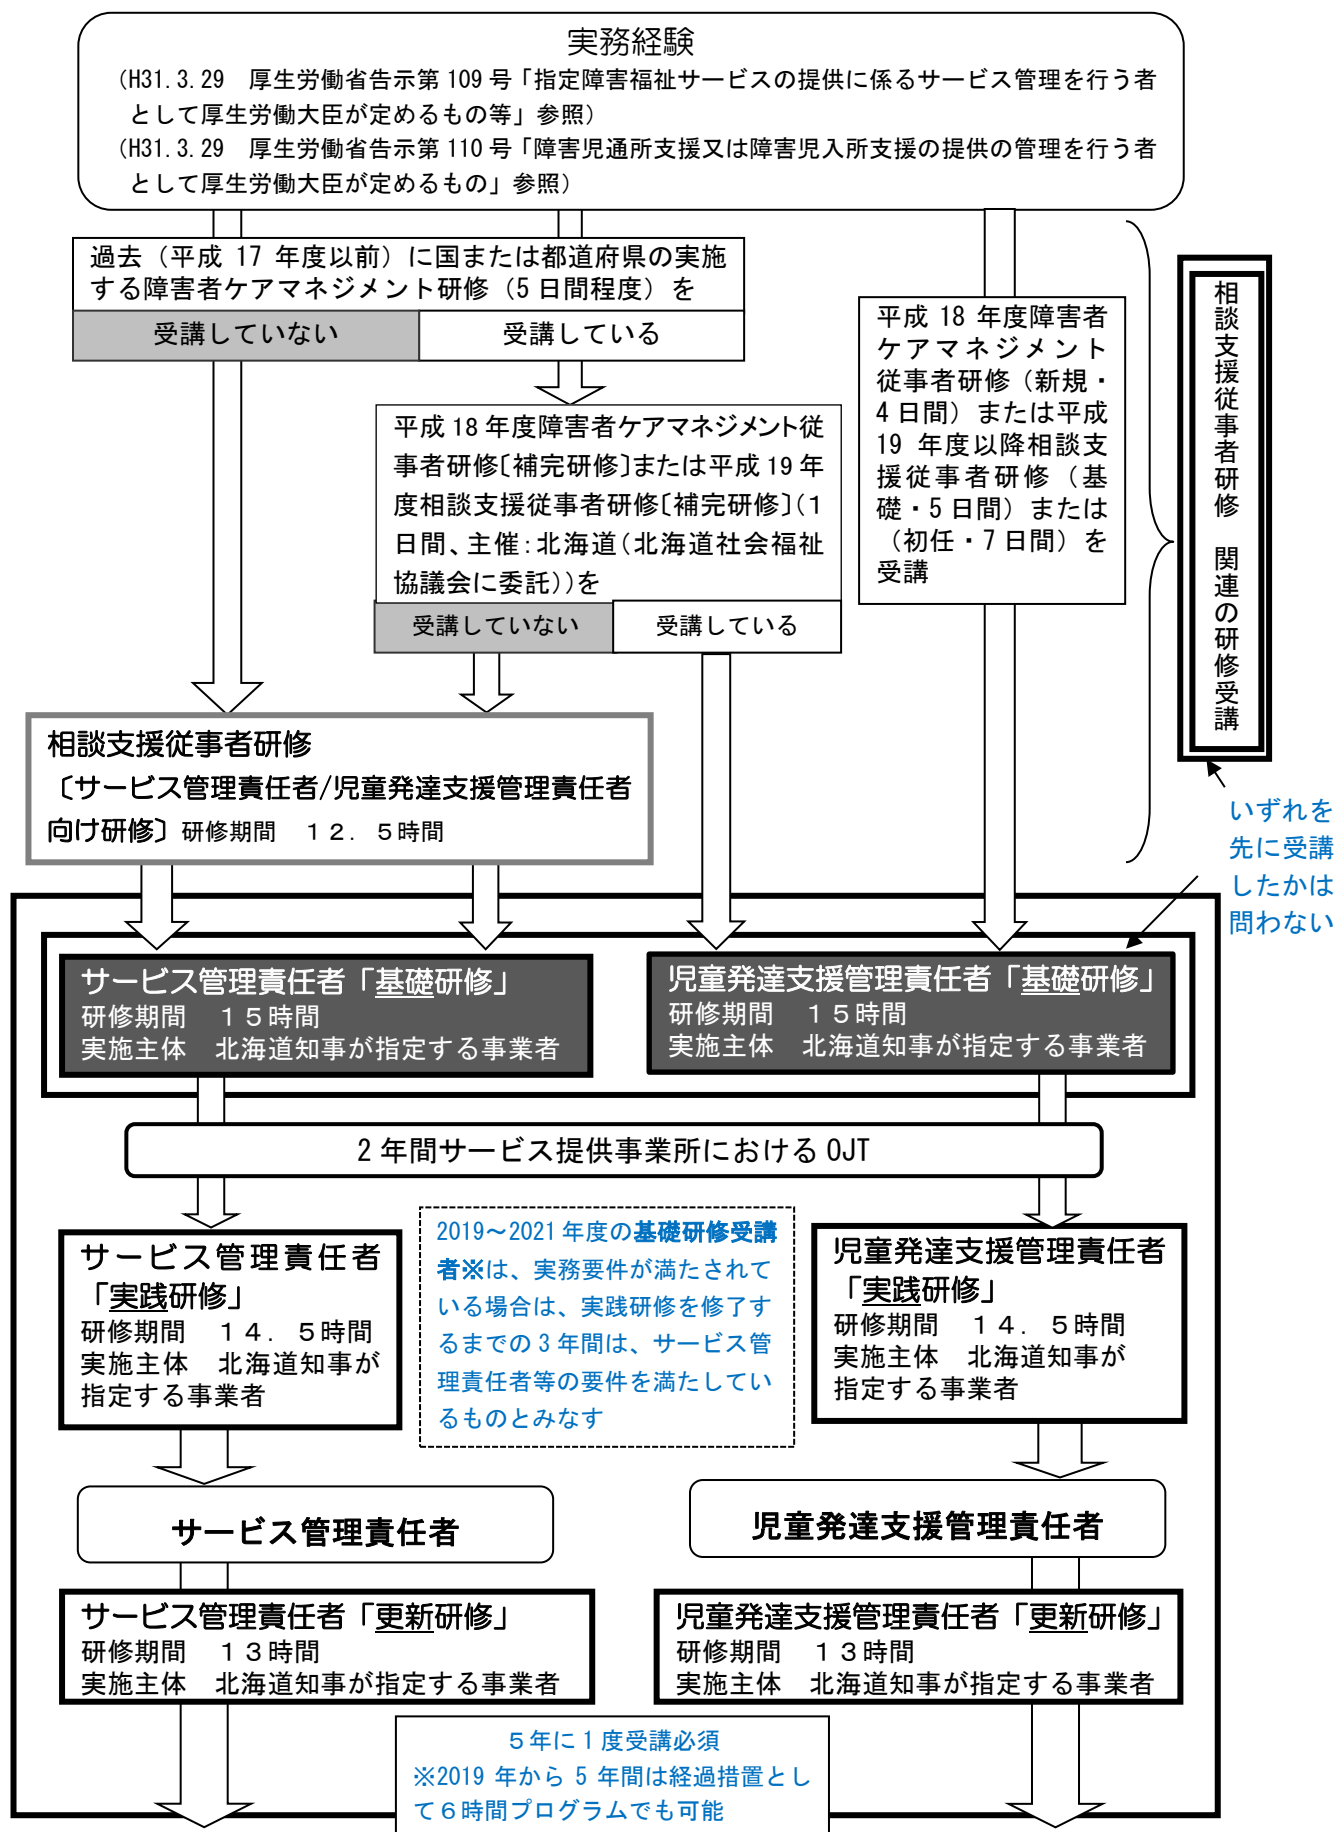 実務経験
（H31.3.29　厚生労働省告示第109号「指定障害福祉サービスの提供に係るサービス管理を行う者
として厚生労働大臣が定めるもの等」参照）
（H31.3.29　厚生労働省告示第110号「障害児通所支援又は障害児入所支援の提供の管理を行う者
として厚生労働大臣が定めるもの」参照）
過去（平成 17 年度以前）に国または都道府県の実施
する障害者ケアマネジメント研修（5日間程度）を
受講していない
受講している
平成18年度障害者ケアマネジメント従
事者研修〔補完研修〕または平成19年
度相談支援従事者研修〔補完研修〕（1
日間、主催：北海道（北海道社会福祉
協議会に委託））を
受講していない
受講している
平成 18 年度障害者
ケアマネジメント
従事者研修（新規・
4日間）または平成
19 年度以降相談支
援従事者研修（基
礎・5日間）または
（初任・7日間）を
受講
相談支援従事者研修　関連の研修受講
いずれを
先に受講
したかは
問わない
相談支援従事者研修
〔サービス管理責任者/児童発達支援管理責任者
向け研修〕研修期間　１２．５時間
サービス管理責任者「基礎研修」
研修期間　１５時間
実施主体　北海道知事が指定する事業者
児童発達支援管理責任者「基礎研修」
研修期間　１５時間
実施主体　北海道知事が指定する事業者
2年間サービス提供事業所におけるOJT
サービス管理責任者
「実践研修」
研修期間　１４．５時間
実施主体　北海道知事が
指定する事業者
2019～2021年度の基礎研修受講
者※は、実務要件が満たされて
いる場合は、実践研修を修了す
るまでの3年間は、サービス管
理責任者等の要件を満たしてい
るものとみなす
児童発達支援管理責任者
「実践研修」
研修期間　１４．５時間
実施主体　北海道知事が
指定する事業者
サービス管理責任者
児童発達支援管理責任者
サービス管理責任者「更新研修」
研修期間　１３時間
実施主体　北海道知事が指定する事業者
児童発達支援管理責任者「更新研修」
研修期間　１３時間
実施主体　北海道知事が指定する事業者
５年に1度受講必須
※2019 年から 5 年間は経過措置とし
て６時間プログラムでも可能